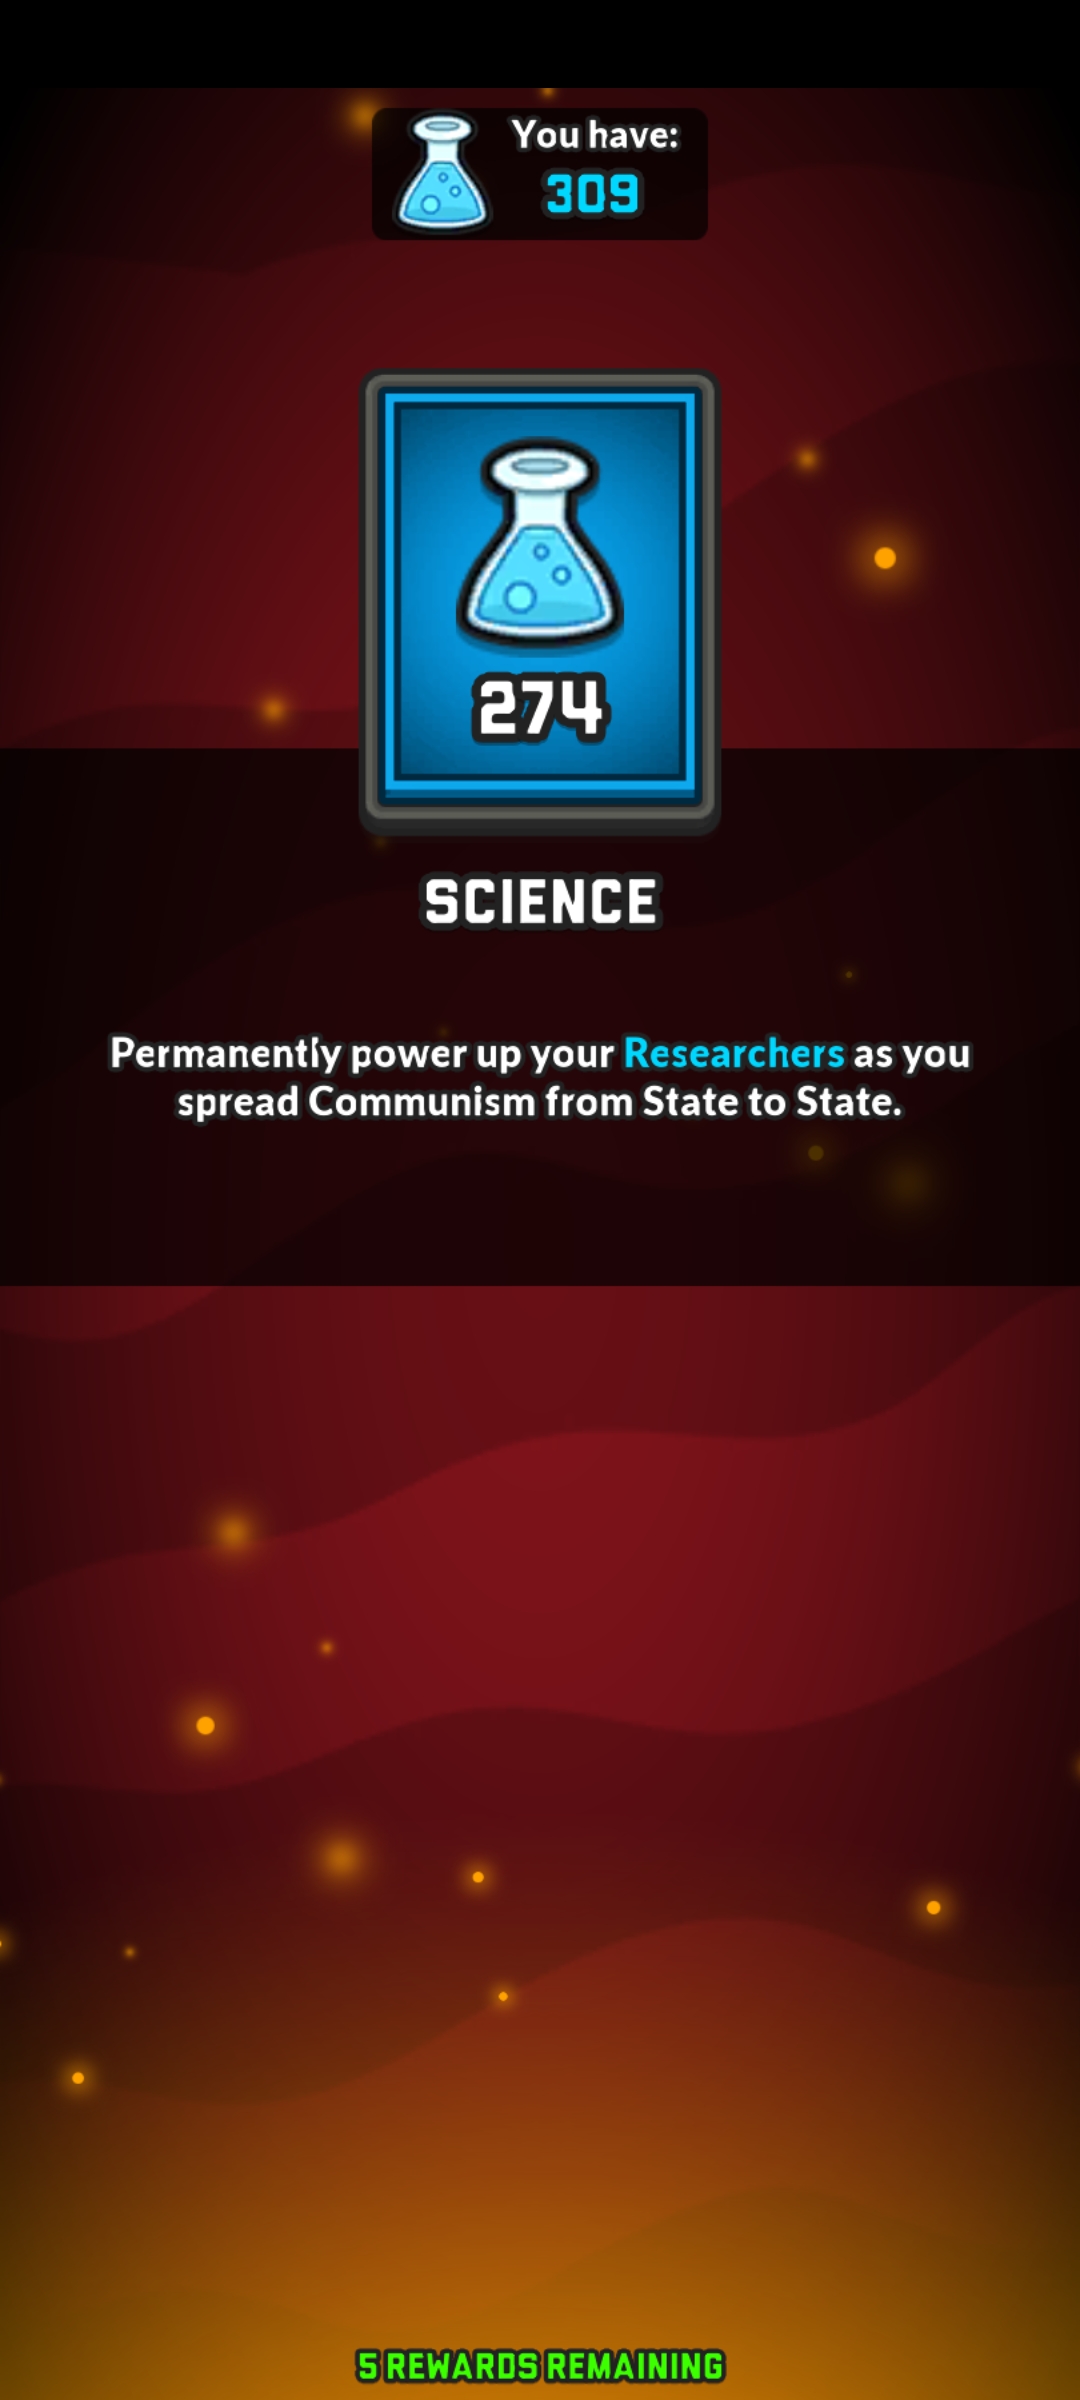 You have:
309
274
SCIENCE
Permanently power up your Researchers as you
spread Communism from State to State.
5 REWARDS REMAINING